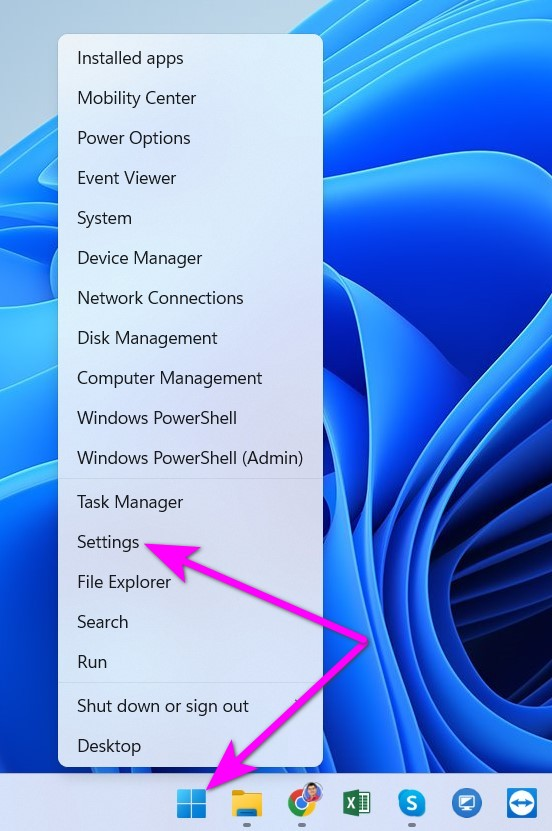 Installed apps
Mobility Center
Power Options
Event Viewer
System
Device Manager
Network Connections
Disk Management
Computer Management
Windows PowerShell
Windows PowerShell (Admin)
Task Manager
Settings
File Explorer
Search
Run
Shut down or sign out
Desktop